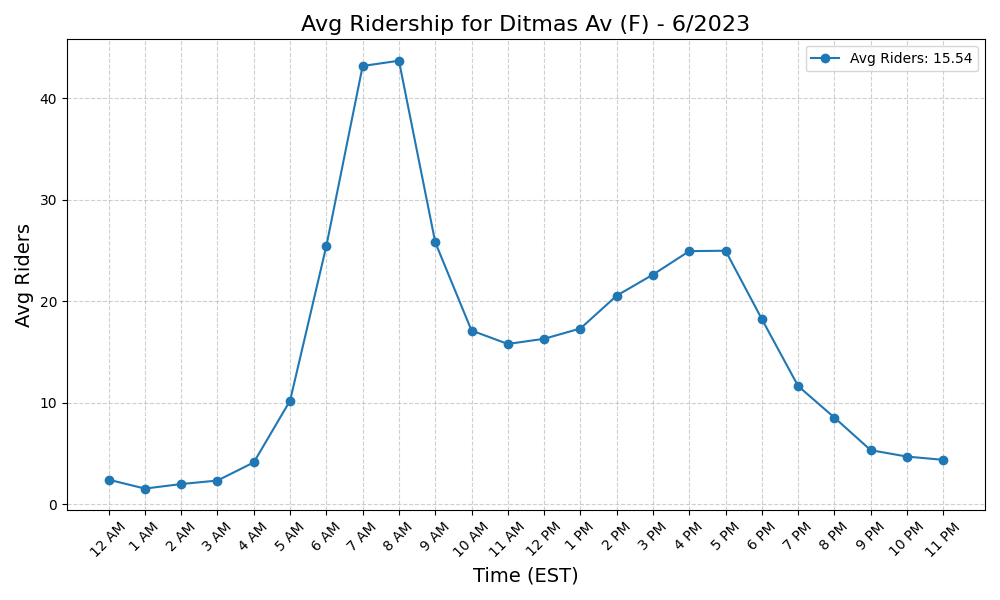 Avg Ridership for Ditmas Av (F) - 6/2023
Avg Riders: 15.54
Avg Riders
40
30
20
10
0
12 AM
1 AM
2 AM
3 AM
4 AM
5 AM
6 AM
7 AM
8 AM
9 AM
10 AM
11 AM
12 PM
1 PM
2 PM
3 PM
4 PM
5 PM
6 PM
7 PM
8 PM
9 PM
10 PM
11 PM
Time (EST)